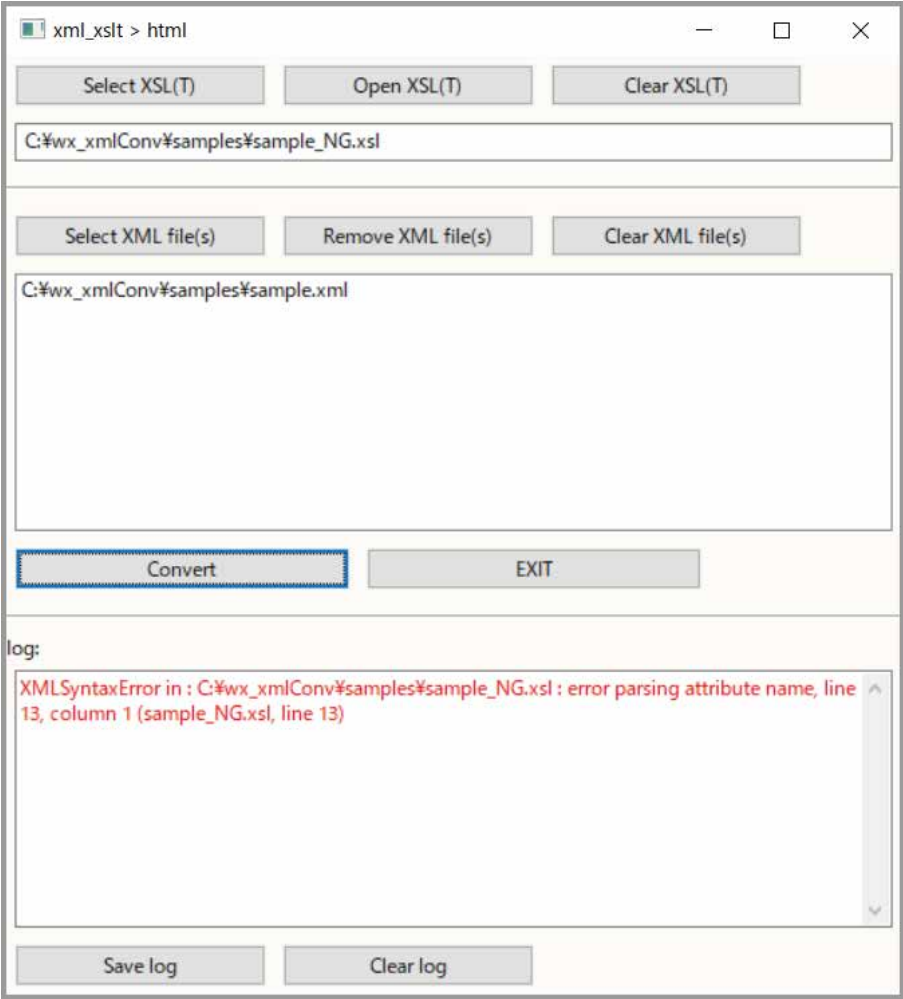 xml_xslt > html
Select XSL(T) Open XSL(T) Clear XSL(T)
C:¥wx_xmlConv¥samples¥sample_NG.xsl
Select XML file(s) Remove XML file(s) Clear XML file(s)
C:¥wx_xmlConv¥samples¥sample.xml
Convert EXIT
log:
XMLSyntaxError in : C:¥wx_xmlConv¥samples¥sample_NG.xsl : error parsing attribute name, line
13, column 1 (sample_NG.xsl, line 13)
Save log Clear log